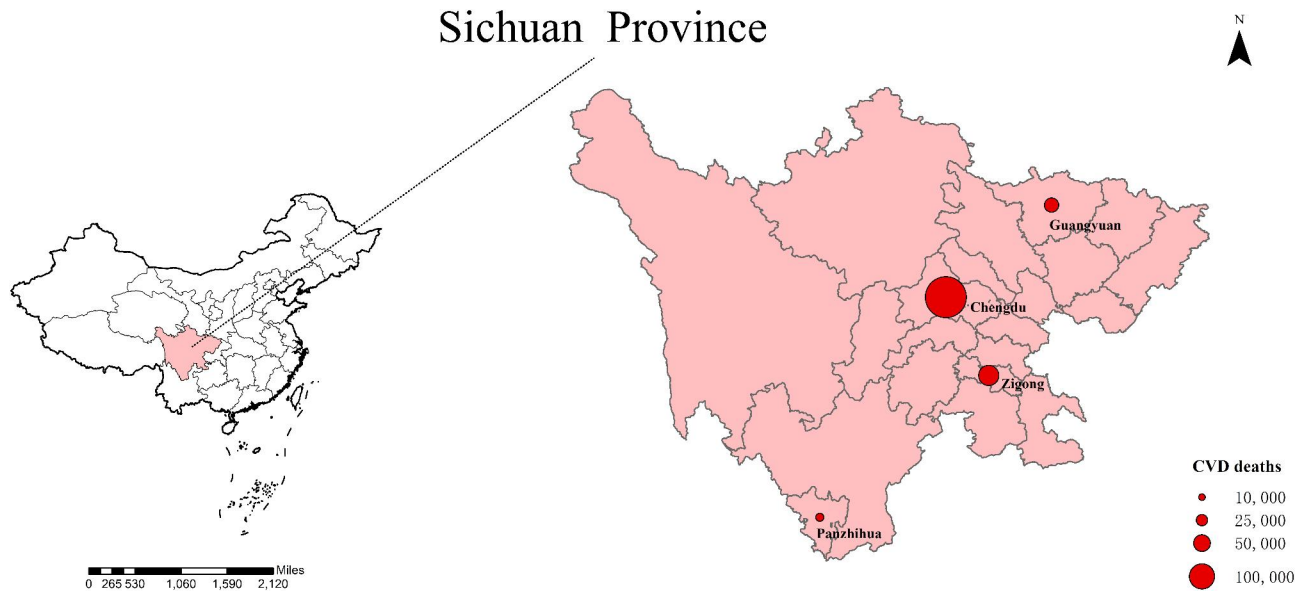 Sichuan Province
N
Guangyuan
Chengdu
Zigong
Panzhihua
CVD deaths
10, 000
25, 000
50, 000
100, 000
Miles
0 265 530 1,060 1,590 2,120